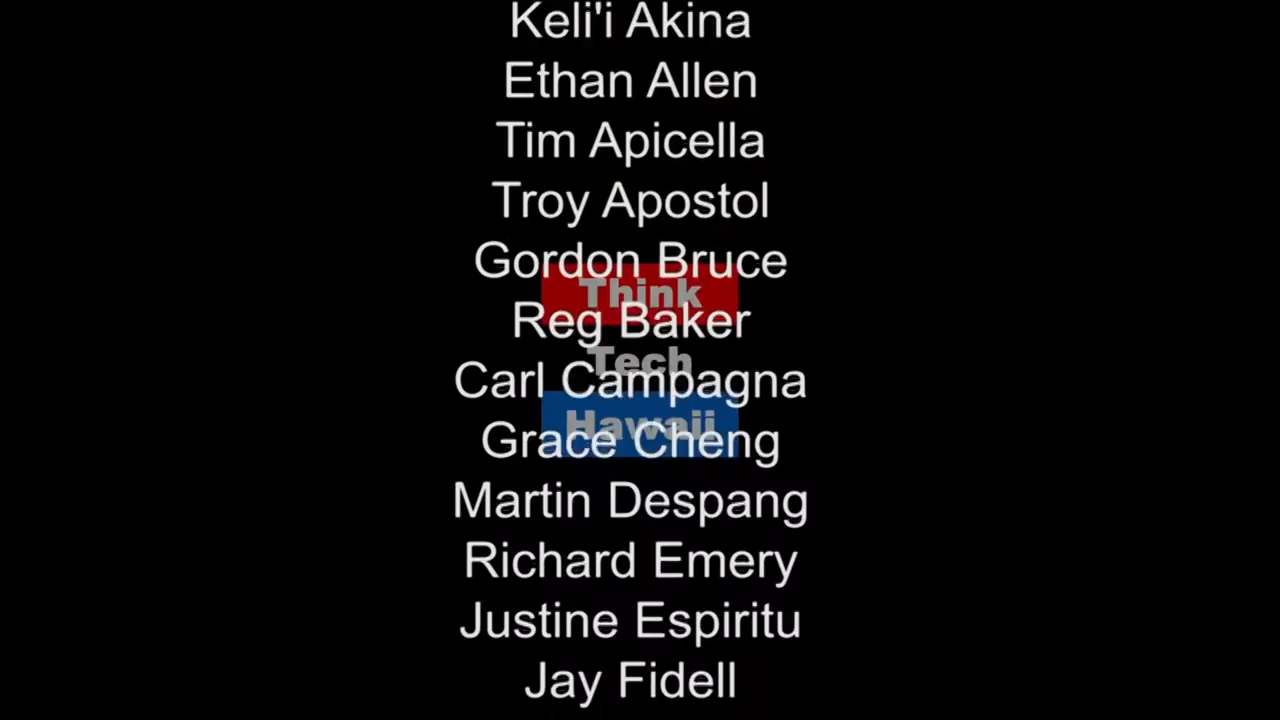 Keli'i Akina
Ethan Allen
Tim Apicella
Troy Apostol
Gordon Bruce
Think
Reg Baker
Tech
Carl Campagna
Hawaii
Grace Cheng
Martin Despang
Richard Emery
Justine Espiritu
Jay Fidell